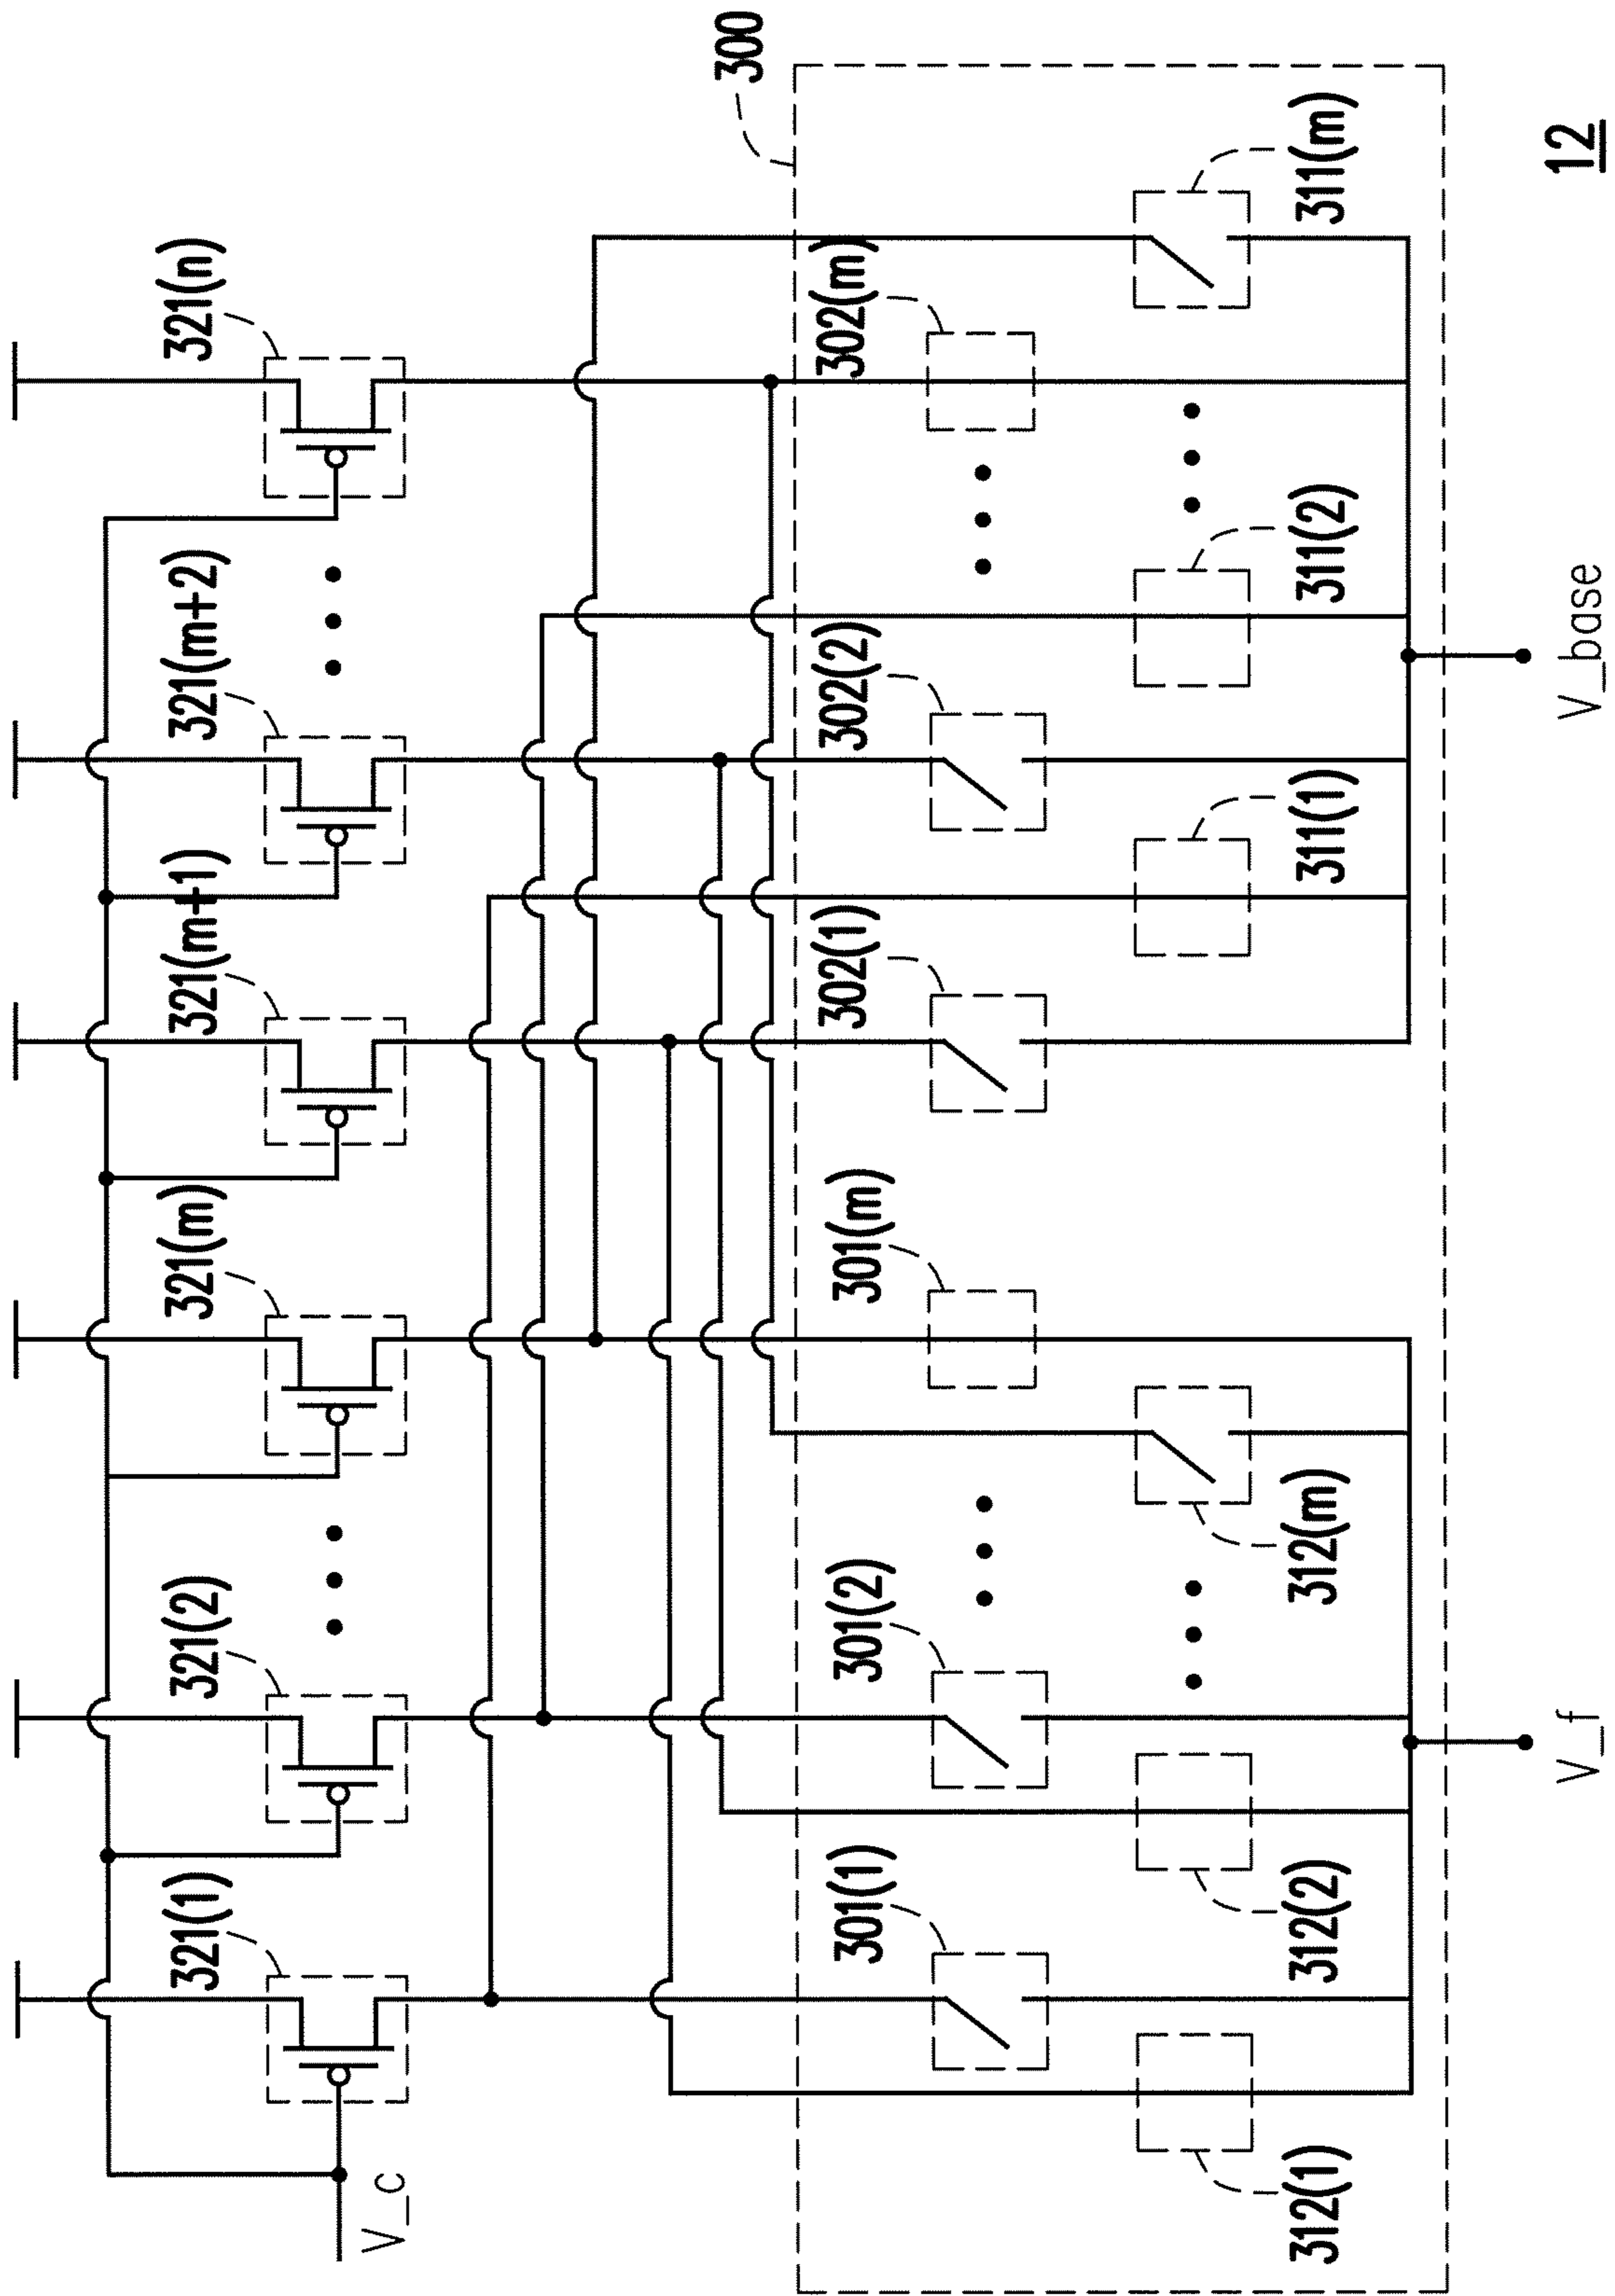 300
321(1)
321(2)
321(m)
321(m+1)
321(m+2)
321(n)
V_c
301(1)
301(2)
301(m)
302(1)
302(2)
302(m)
312(1)
312(2)
312(m)
311(1)
311(2)
311(m)
V_f
V_base
12